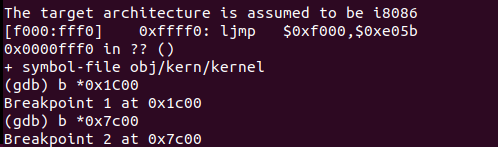 The target architecture is assumed to be i8086
[f000:fff0]    0xffff0:	ljmp   $0xf000,$0xe05b
0x0000fff0 in ?? ()
+ symbol-file obj/kern/kernel
(gdb) b *0x1C00
Breakpoint 1 at 0x1c00
(gdb) b *0x7c00
Breakpoint 2 at 0x7c00